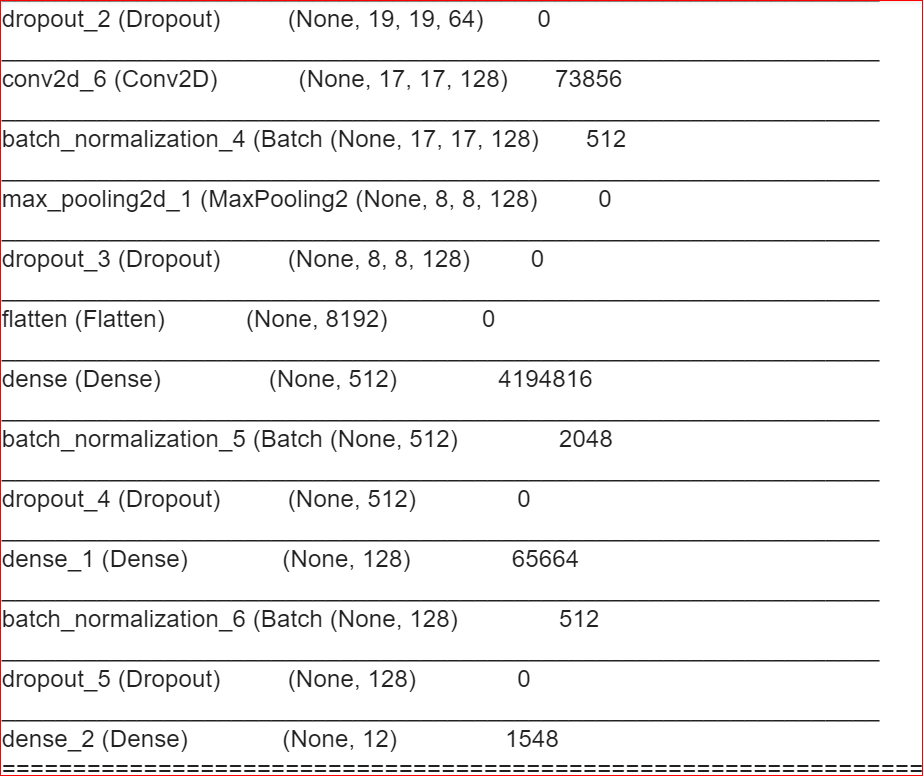 dropout_2 (Dropout) (None, 19, 19, 64) 0
conv2d_6 (Conv2D) (None, 17, 17, 128) 73856
batch_normalization_4 (Batch (None, 17, 17, 128) 512
max_pooling2d_1 (MaxPooling2 (None, 8, 8, 128) 0
dropout_3 (Dropout) (None, 8, 8, 128) 0
flatten (Flatten) (None, 8192) 0
dense (Dense) (None, 512) 4194816
batch_normalization_5 (Batch (None, 512) 2048
dropout_4 (Dropout) (None, 512) 0
dense_1 (Dense) (None, 128) 65664
batch_normalization_6 (Batch (None, 128) 512
dropout_5 (Dropout) (None, 128) 0
dense_2 (Dense) (None, 12) 1548
=================================================================